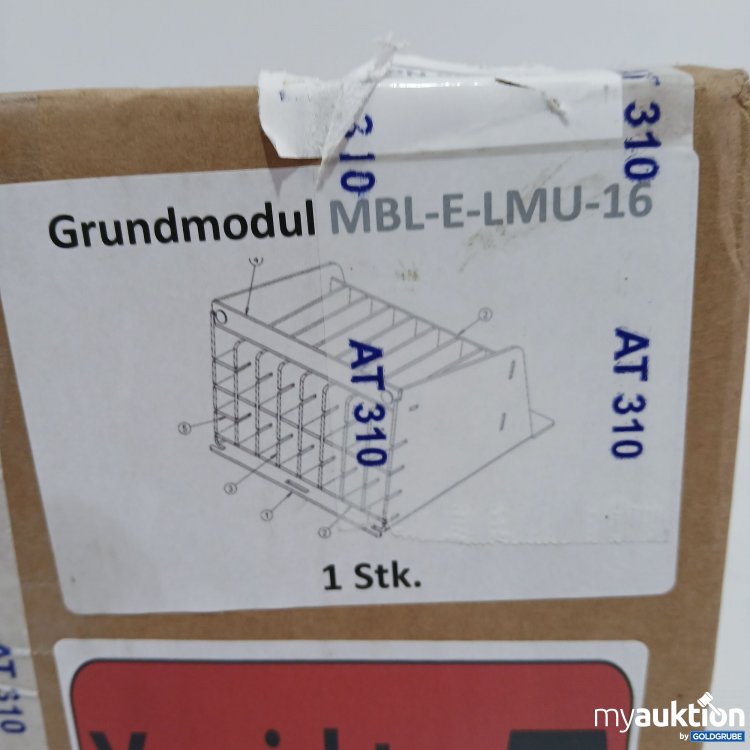 310
310
Grundmodul MBL-E-LMU-16
AT 310
AT 310
1 Stk.
AT 310
myauktion
by GOLDGRUBE